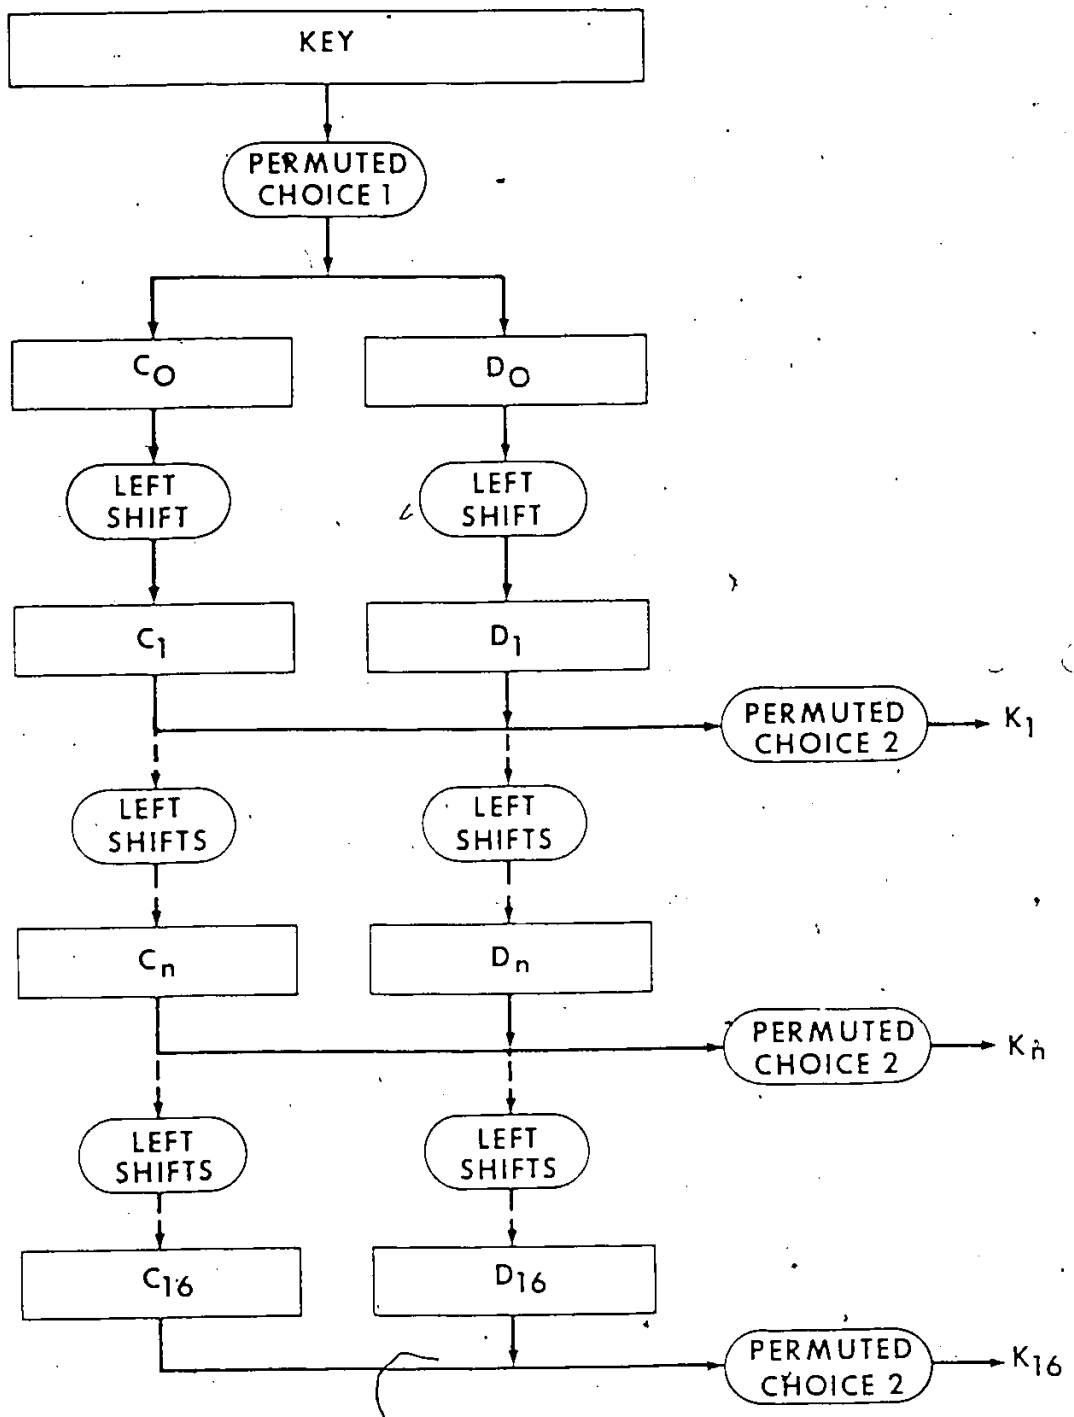 KEY
PERMUTED
CHOICE 1
C0
D0
LEFT
SHIFT
LEFT
SHIFT
C1
D1
PERMUTED
CHOICE 2
K1
LEFT
SHIFTS
LEFT
SHIFTS
Cn
Dn
PERMUTED
CHOICE 2
Kn
LEFT
SHIFTS
LEFT
SHIFTS
C16
D16
PERMUTED
CHOICE 2
K16